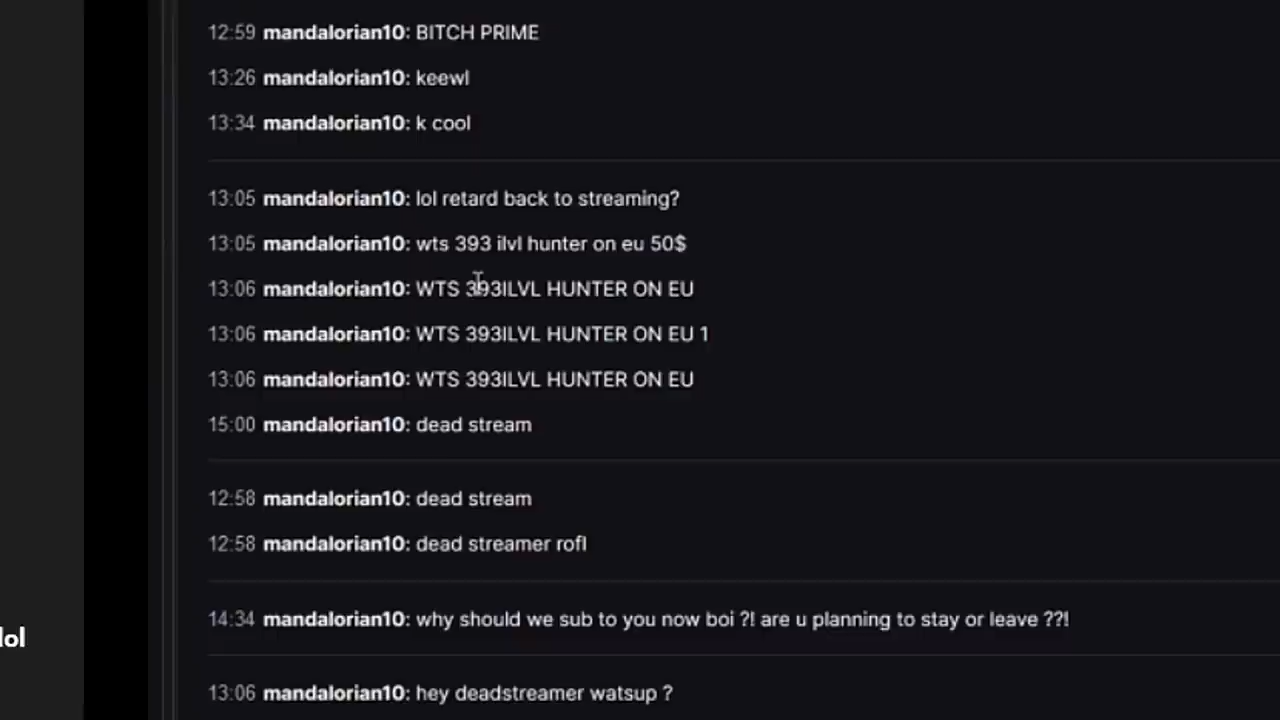 12:59 mandalorian10: BITCH PRIME
13:26 mandalorian10: keewl
13:34 mandalorian10: k cool
13:05 mandalorian10: lol retard back to streaming?
13:05 mandalorian10: wts 393 ilvl hunter on eu 50$
13:06 mandalorian10: WTS 393ILVL HUNTER ON EU
13:06 mandalorian10: WTS 393ILVL HUNTER ON EU 1
13:06 mandalorian10: WTS 393ILVL HUNTER ON EU
15:00 mandalorian10: dead stream
12:58 mandalorian10: dead stream
12:58 mandalorian10: dead streamer rofl
14:34 mandalorian10: why should we sub to you now boi ?! are u planning to stay or leave ??!
lol
13:06 mandalorian10: hey deadstreamer watsup ?